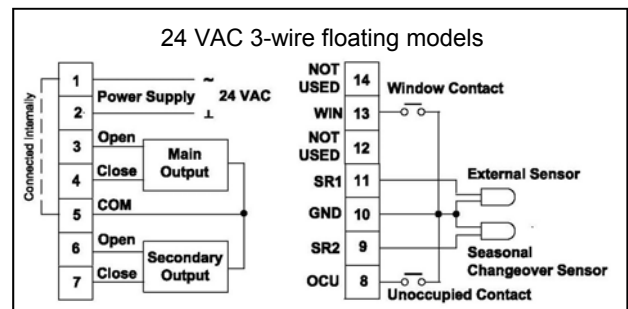 24 VAC 3-wire floating models
Connected Internally
1
Power Supply
~
24 VAC
2
⊥
3
Open
Main
Output
4
Close
5
COM
6
Open
Secondary
Output
7
Close
NOT
USED
14
Window Contact
WIN
13
NOT
USED
12
External Sensor
SR1
11
GND
10
SR2
9
Seasonal
Changeover Sensor
OCU
8
Unoccupied Contact